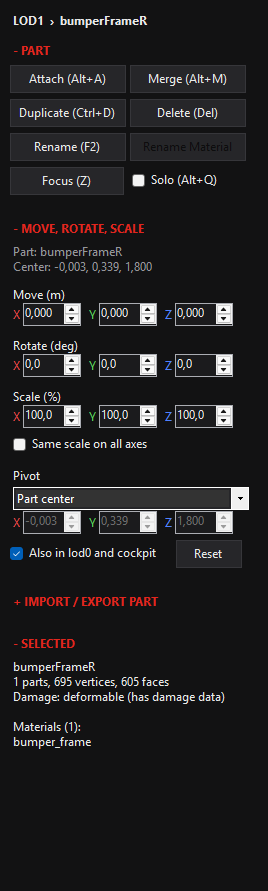 LOD1 › bumperFrameR
- PART
Attach (Alt+A) Merge (Alt+M)
Duplicate (Ctrl+D) Delete (Del)
Rename (F2) Rename Material
Focus (Z) Solo (Alt+Q)
- MOVE, ROTATE, SCALE
Part: bumperFrameR
Center: -0,003, 0,339, 1,800
Move (m)
X 0,000 Y 0,000 Z 0,000
Rotate (deg)
X 0,0 Y 0,0 Z 0,0
Scale (%)
X 100,0 Y 100,0 Z 100,0
Same scale on all axes
Pivot
Part center
X -0,003 Y 0,339 Z 1,800
Also in lod0 and cockpit Reset
+ IMPORT / EXPORT PART
- SELECTED
bumperFrameR
1 parts, 695 vertices, 605 faces
Damage: deformable (has damage data)
Materials (1):
bumper_frame